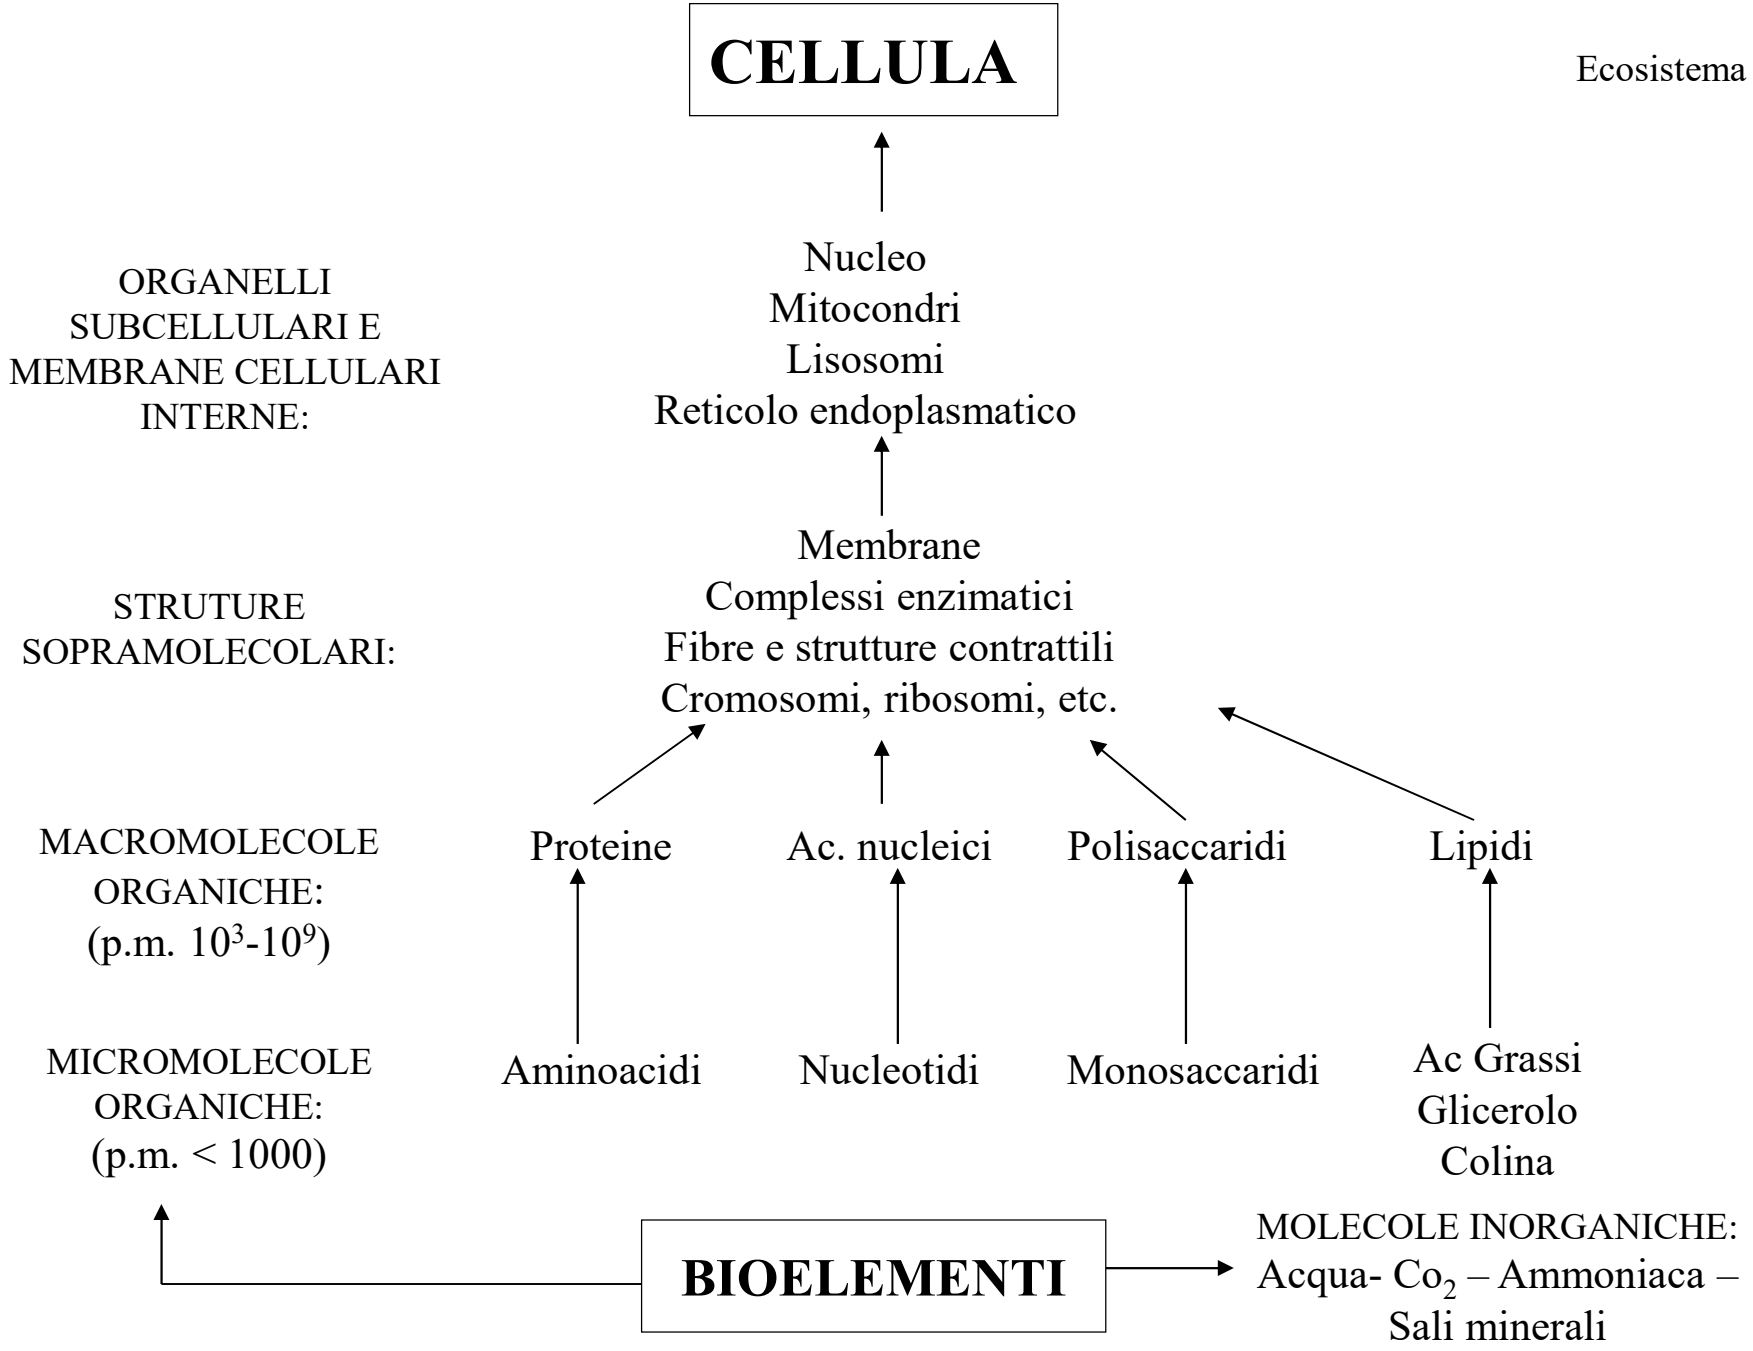 CELLULA
Ecosistema
ORGANELLI
SUBCELLULARI E
MEMBRANE CELLULARI
INTERNE:
Nucleo
Mitocondri
Lisosomi
Reticolo endoplasmatico
STRUTURE
SOPRAMOLECOLARI:
Membrane
Complessi enzimatici
Fibre e strutture contrattili
Cromosomi, ribosomi, etc.
MACROMOLECOLE
ORGANICHE:
(p.m. 10³-10⁹)
Proteine
Ac. nucleici
Polisaccaridi
Lipidi
MICROMOLECOLE
ORGANICHE:
(p.m. < 1000)
Aminoacidi
Nucleotidi
Monosaccaridi
Ac Grassi
Glicerolo
Colina
BIOELEMENTI
MOLECOLE INORGANICHE:
Acqua- Co₂ – Ammoniaca –
Sali minerali